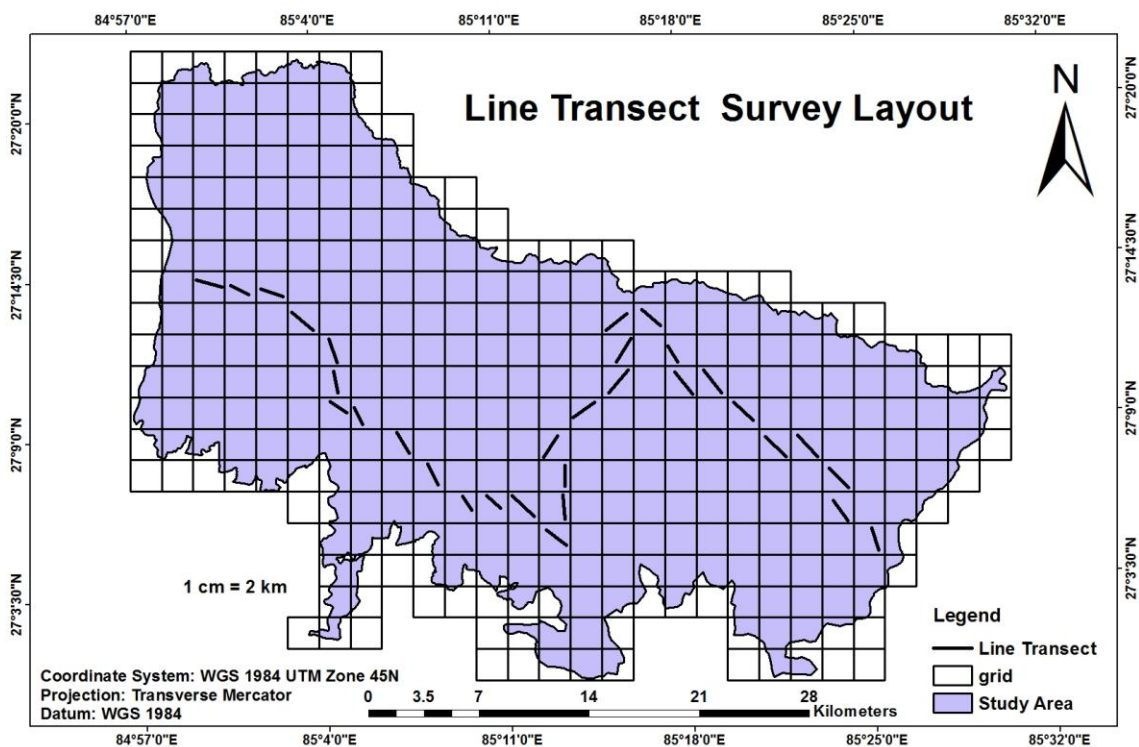 84°57'0"E 85°4'0"E 85°11'0"E 85°18'0"E 85°25'0"E 85°32'0"E
Line Transect Survey Layout
N
27°20'0"N
27°14'30"N
27°9'0"N
27°3'30"N
27°20'0"N
27°14'30"N
27°9'0"N
27°3'30"N
1 cm = 2 km
Coordinate System: WGS 1984 UTM Zone 45N
Projection: Transverse Mercator
Datum: WGS 1984
0 3.5 7 14 21 28
Kilometers
Legend
Line Transect
grid
Study Area
84°57'0"E 85°4'0"E 85°11'0"E 85°18'0"E 85°25'0"E 85°32'0"E